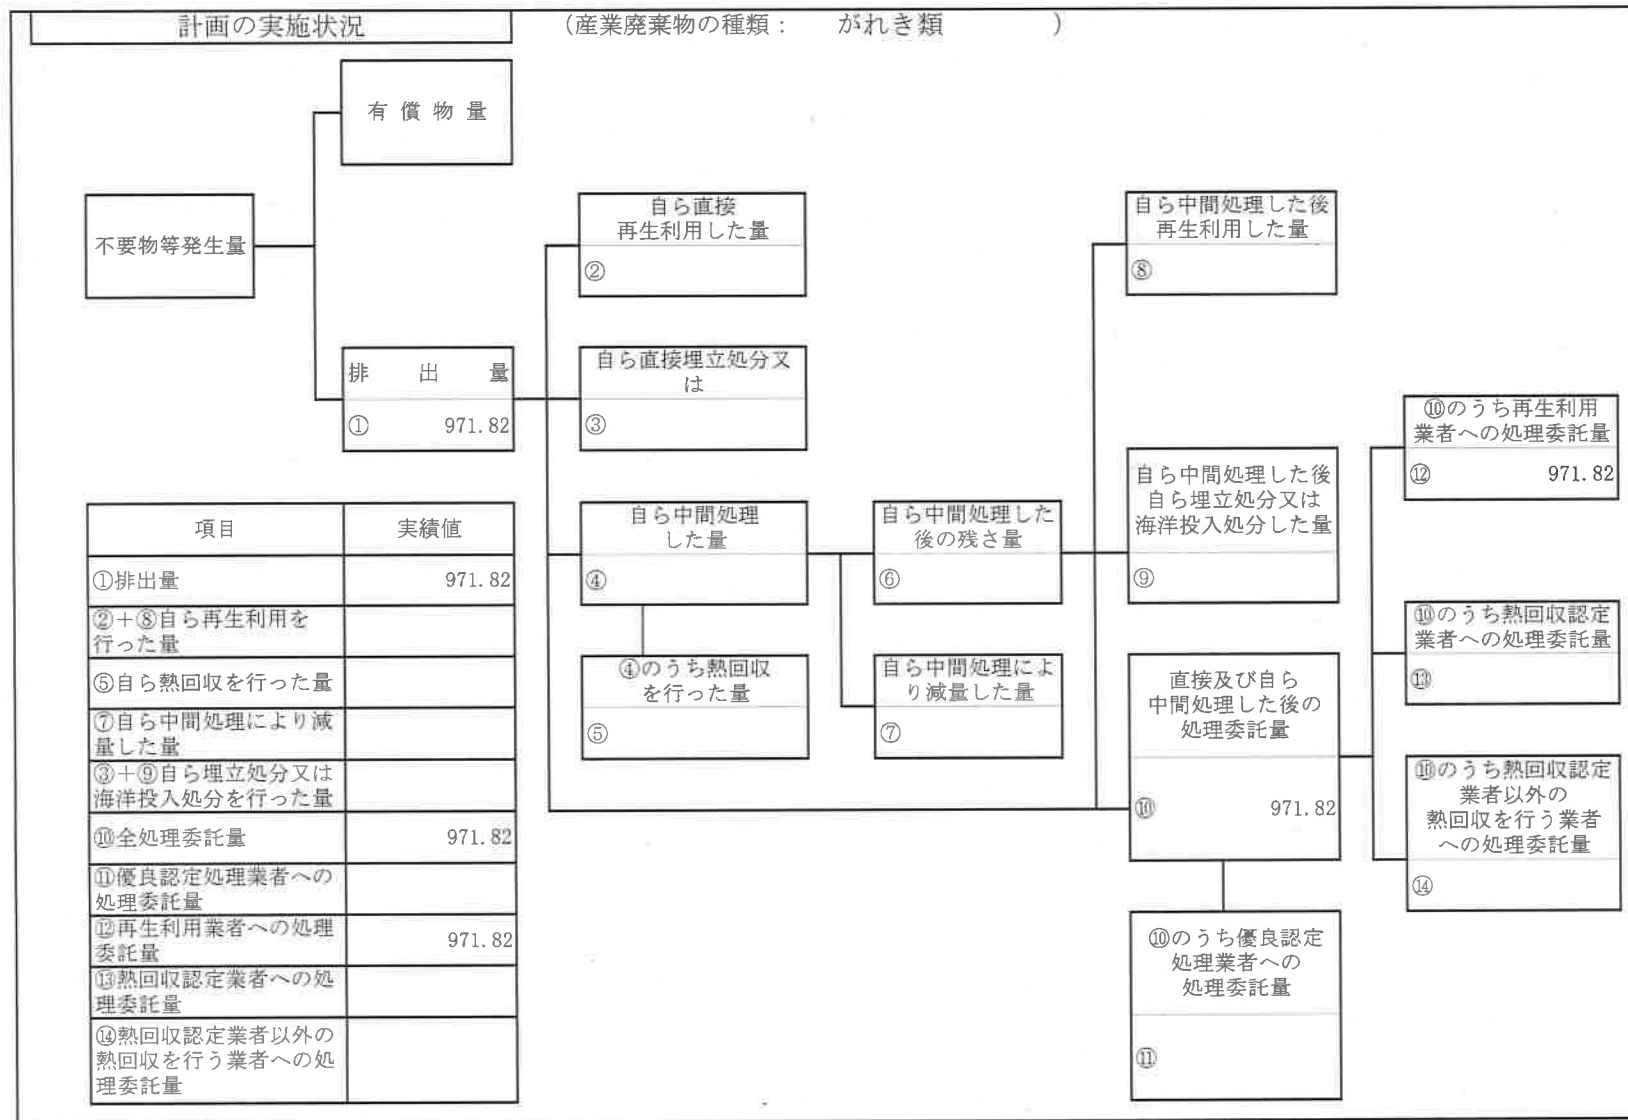 計画の実施状況
（産業廃棄物の種類： がれき類 ）
有 償 物 量
不要物等発生量
排 出 量
① 971.82
自ら直接
再生利用した量
②
自ら直接埋立処分又
は
③
自ら中間処理
した量
④
④のうち熱回収
を行った量
⑤
自ら中間処理した
後の残さ量
⑥
自ら中間処理によ
り減量した量
⑦
自ら中間処理した後
再生利用した量
⑧
自ら中間処理した後
自ら埋立処分又は
海洋投入処分した量
⑨
直接及び自ら
中間処理した後の
処理委託量
⑩ 971.82
⑩のうち優良認定
処理業者への
処理委託量
⑪
⑩のうち再生利用
業者への処理委託量
⑫ 971.82
⑩のうち熱回収認定
業者への処理委託量
⑬
⑩のうち熱回収認定
業者以外の
熱回収を行う業者
への処理委託量
⑭
項目 実績値
①排出量 971.82
②＋⑧自ら再生利用を
行った量
⑤自ら熱回収を行った量
⑦自ら中間処理により減
量した量
③＋⑨自ら埋立処分又は
海洋投入処分を行った量
⑩全処理委託量 971.82
⑪優良認定処理業者への
処理委託量
⑫再生利用業者への処理
委託量 971.82
⑬熱回収認定業者への処
理委託量
⑭熱回収認定業者以外の
熱回収を行う業者への処
理委託量